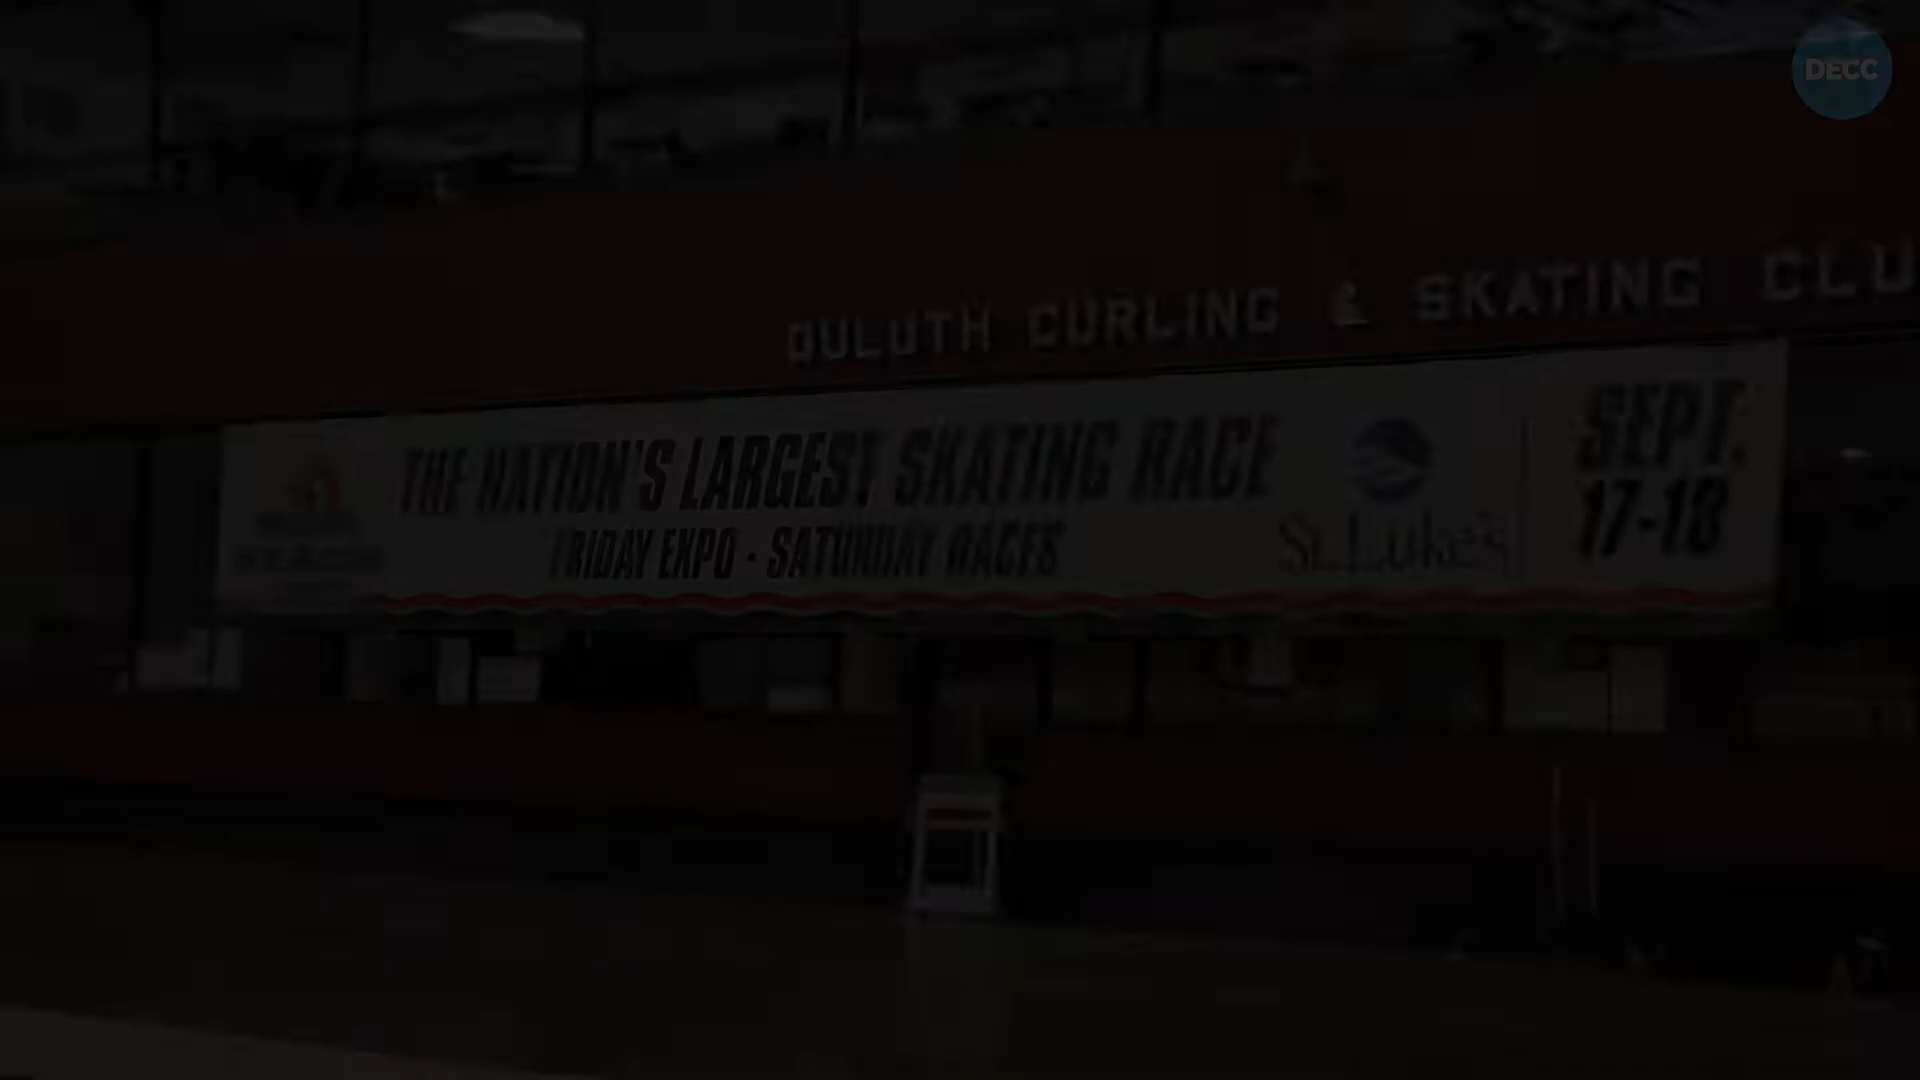 DECC
DULUTH CURLING & SKATING CLU
THE NATION'S LARGEST SKATING RACE
FRIDAY EXPO - SATURDAY RACES
St. Luke's
SEPT.
17-18